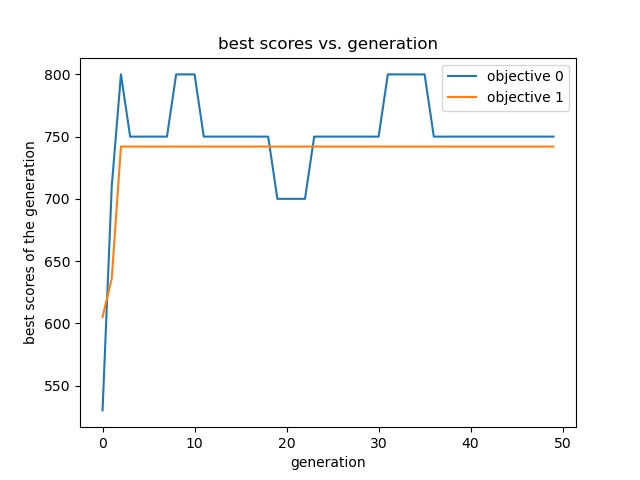 best scores vs. generation
objective 0
objective 1
best scores of the generation
800
750
700
650
600
550
0 10 20 30 40 50
generation